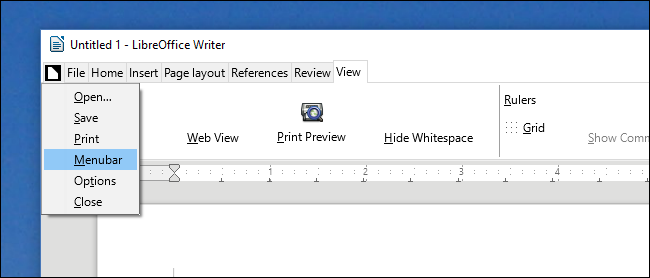 Untitled 1 - LibreOffice Writer
File Home Insert Page layout References Review View
Open...
Save
Print
Menubar
Options
Close
Web View Print Preview Hide Whitespace
Rulers
Grid
Show Comm
1 2 3 4